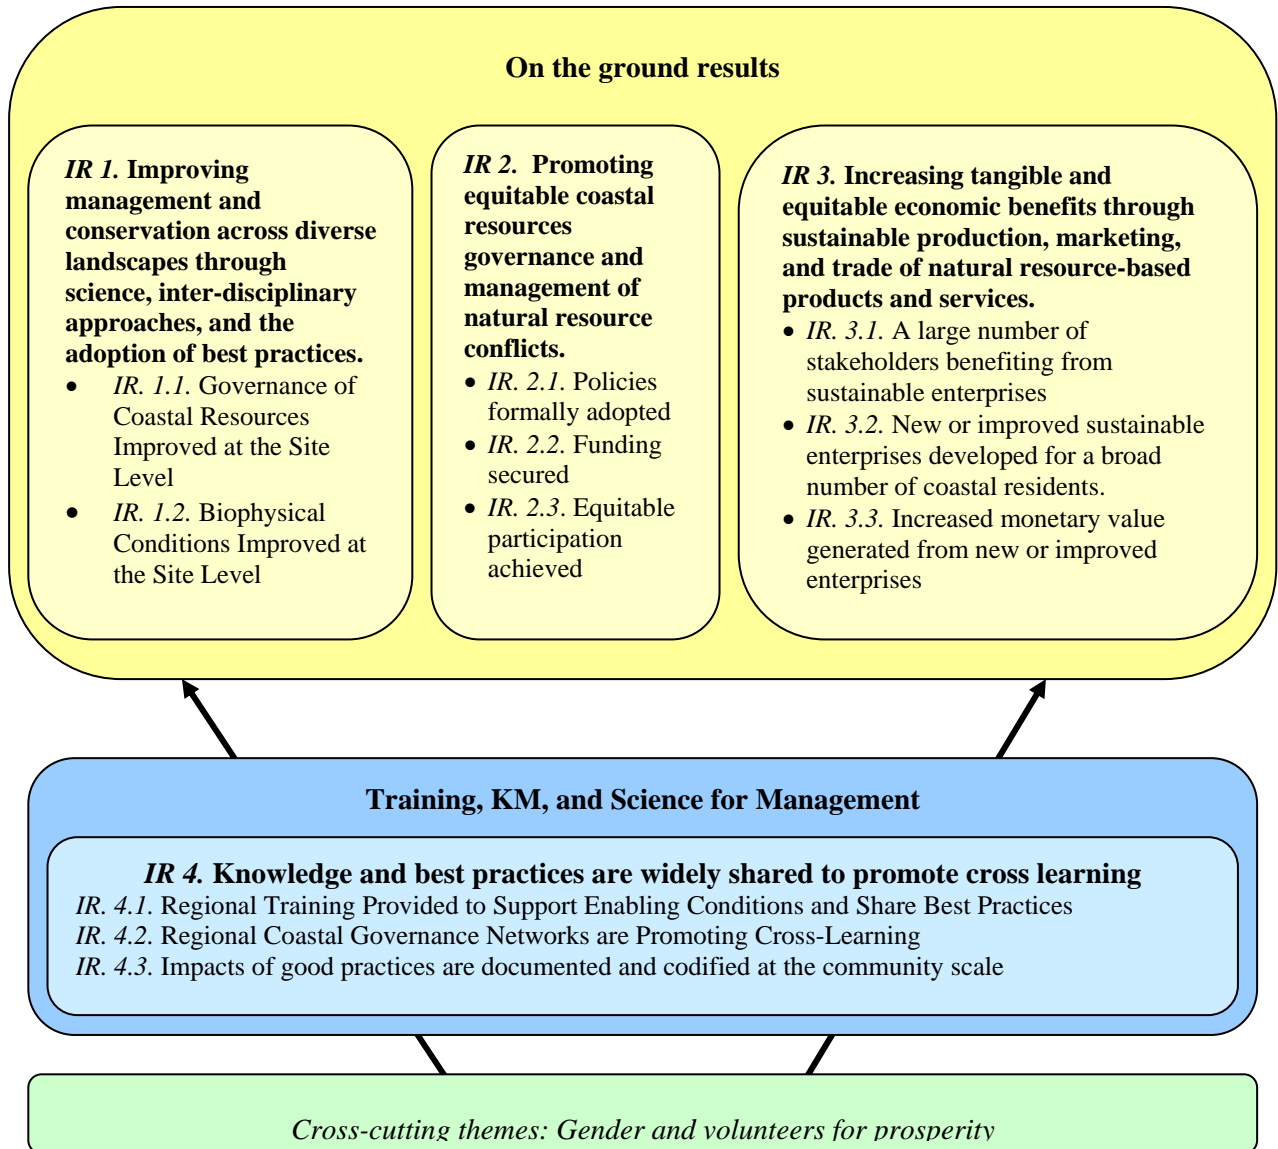 On the ground results
IR 1. Improving
management and
conservation across diverse
landscapes through
science, inter-disciplinary
approaches, and the
adoption of best practices.
• IR. 1.1. Governance of
Coastal Resources
Improved at the Site
Level
• IR. 1.2. Biophysical
Conditions Improved at
the Site Level
IR 2. Promoting
equitable coastal
resources
governance and
management of
natural resource
conflicts.
• IR. 2.1. Policies
formally adopted
• IR. 2.2. Funding
secured
• IR. 2.3. Equitable
participation
achieved
IR 3. Increasing tangible and
equitable economic benefits through
sustainable production, marketing,
and trade of natural resource-based
products and services.
• IR. 3.1. A large number of
stakeholders benefiting from
sustainable enterprises
• IR. 3.2. New or improved sustainable
enterprises developed for a broad
number of coastal residents.
• IR. 3.3. Increased monetary value
generated from new or improved
enterprises
Training, KM, and Science for Management
IR 4. Knowledge and best practices are widely shared to promote cross learning
IR. 4.1. Regional Training Provided to Support Enabling Conditions and Share Best Practices
IR. 4.2. Regional Coastal Governance Networks are Promoting Cross-Learning
IR. 4.3. Impacts of good practices are documented and codified at the community scale
Cross-cutting themes: Gender and volunteers for prosperity